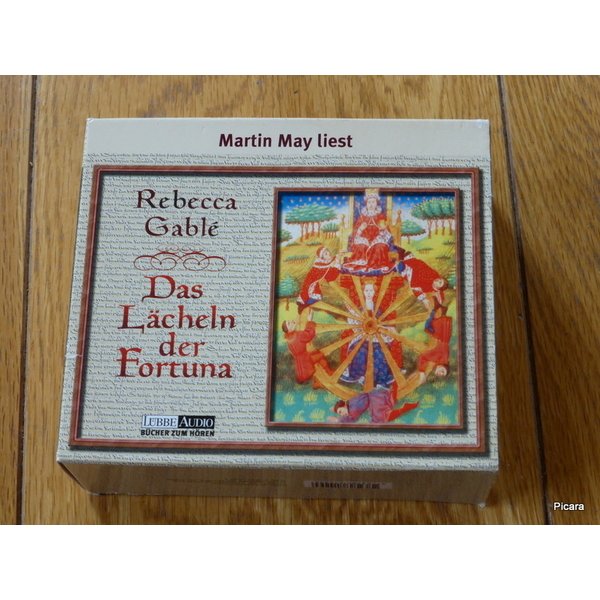 Martin May liest
Rebecca
Gablé
Das
Lächeln
der
Fortuna
LÜBBE AUDIO
BÜCHER ZUM HÖREN
Picara